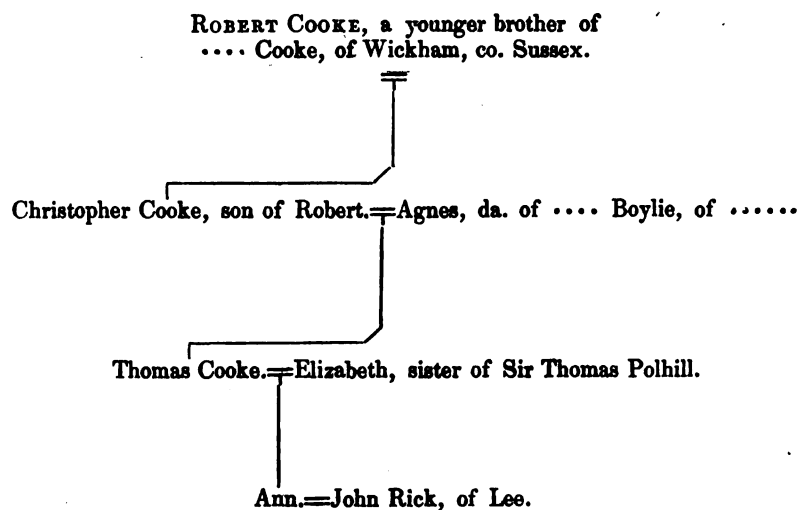 ROBERT COOKE, a younger brother of
.... Cooke, of Wickham, co. Sussex.
Christopher Cooke, son of Robert.=Agnes, da. of .... Boylie, of ......
Thomas Cooke.=Elizabeth, sister of Sir Thomas Polhill.
Ann.=John Rick, of Lee.